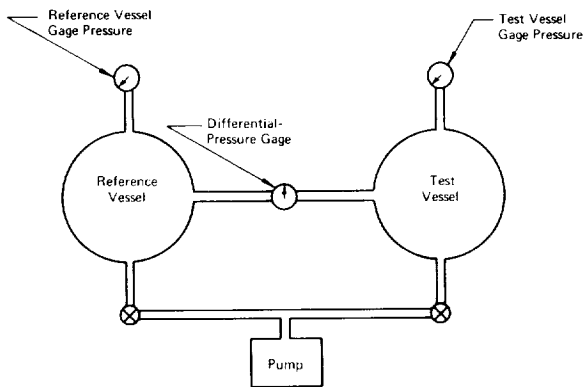 Reference Vessel
Gage Pressure
Test Vessel
Gage Pressure
Differential-
Pressure Gage
Reference
Vessel
Test
Vessel
Pump